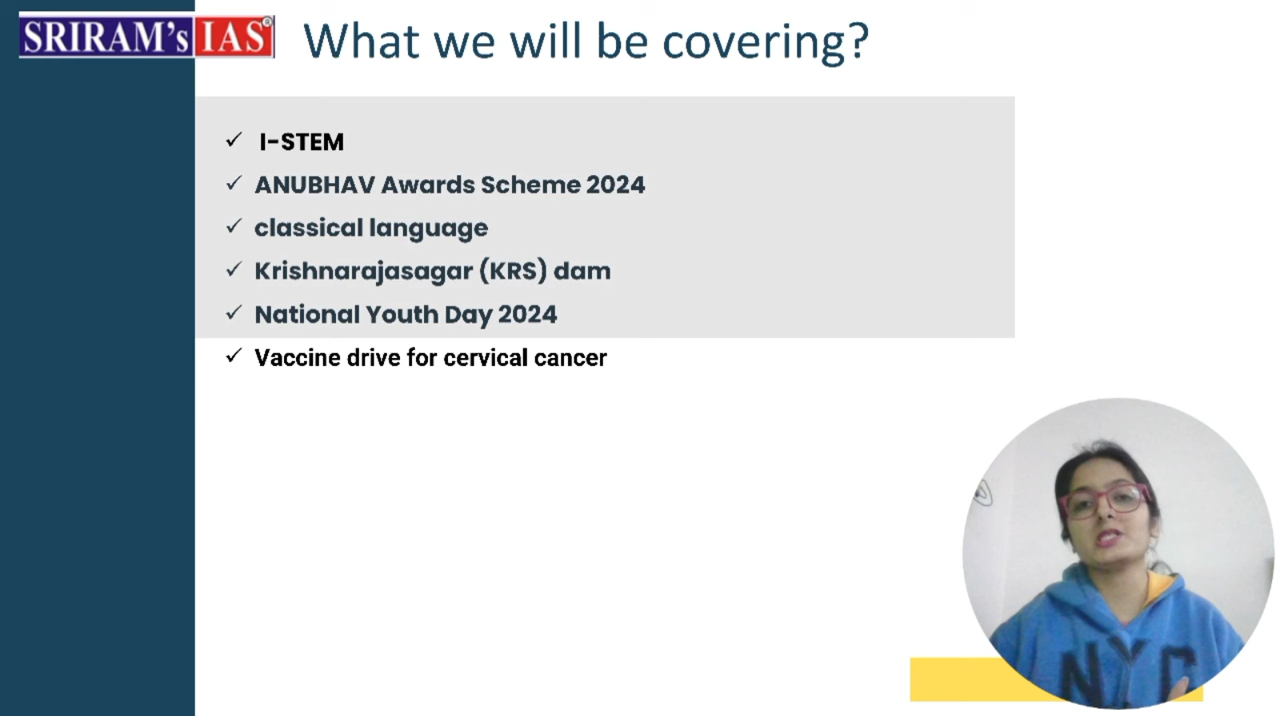 SRIRAM's IAS® What we will be covering?
✓ I-STEM
✓ ANUBHAV Awards Scheme 2024
✓ classical language
✓ Krishnarajasagar (KRS) dam
✓ National Youth Day 2024
✓ Vaccine drive for cervical cancer
NYC